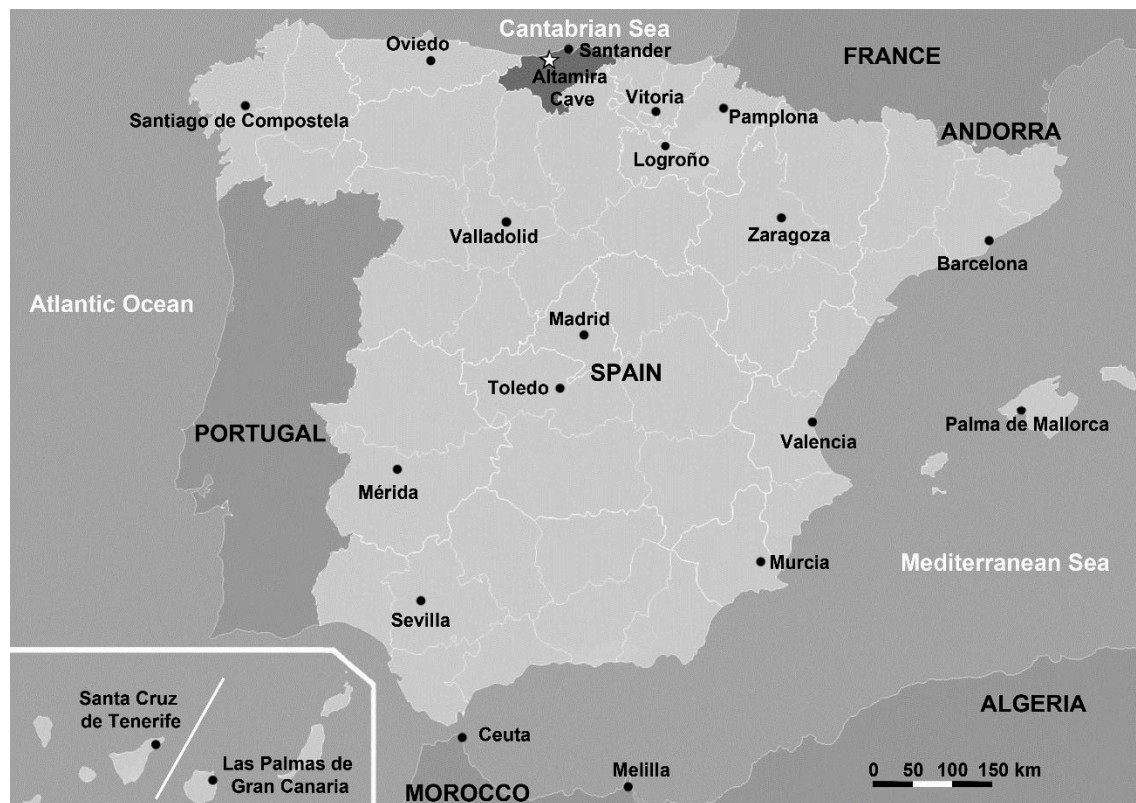 Cantabrian Sea
Oviedo
Santander
FRANCE
Altamira
Cave
Vitoria
Pamplona
Santiago de Compostela
ANDORRA
Logroño
Valladolid
Zaragoza
Barcelona
Atlantic Ocean
Madrid
SPAIN
Toledo
Palma de Mallorca
PORTUGAL
Valencia
Mérida
Murcia
Mediterranean Sea
Sevilla
Santa Cruz
de Tenerife
ALGERIA
Ceuta
Las Palmas de
Gran Canaria
Melilla
0 50 100 150 km
MOROCCO